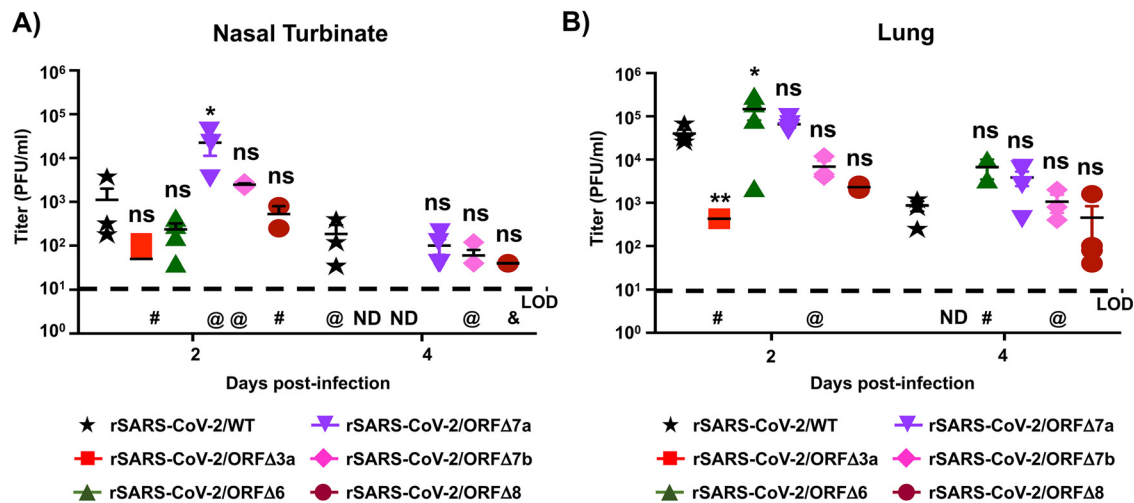 A)
Nasal Turbinate
Titer (PFU/ml)
10⁶
10⁵
10⁴
10³
10²
10¹
10⁰
*
ns
ns
ns
ns
ns
ns
ns
LOD
# @ @ # @ ND ND @ &
2 4
Days post-infection
rSARS-CoV-2/WT
rSARS-CoV-2/ORFΔ3a
rSARS-CoV-2/ORFΔ6
rSARS-CoV-2/ORFΔ7a
rSARS-CoV-2/ORFΔ7b
rSARS-CoV-2/ORFΔ8
B)
Lung
Titer (PFU/ml)
10⁶
10⁵
10⁴
10³
10²
10¹
10⁰
**
*
ns
ns
ns
ns
ns
ns
ns
LOD
# @ ND # @
2 4
Days post-infection
rSARS-CoV-2/WT
rSARS-CoV-2/ORFΔ3a
rSARS-CoV-2/ORFΔ6
rSARS-CoV-2/ORFΔ7a
rSARS-CoV-2/ORFΔ7b
rSARS-CoV-2/ORFΔ8